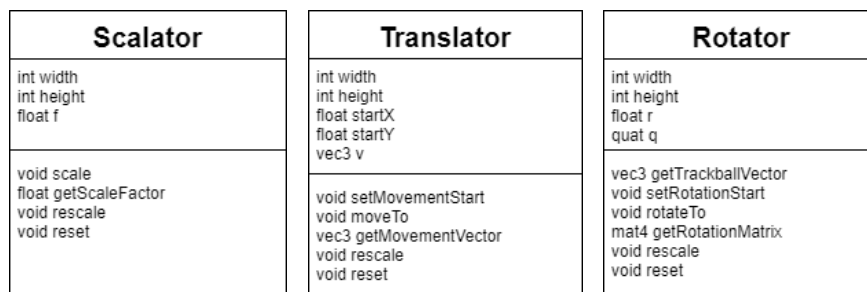 Scalator
int width
int height
float f
void scale
float getScaleFactor
void rescale
void reset
Translator
int width
int height
float startX
float startY
vec3 v
void setMovementStart
void moveTo
vec3 getMovementVector
void rescale
void reset
Rotator
int width
int height
float r
quat q
vec3 getTrackballVector
void setRotationStart
void rotateTo
mat4 getRotationMatrix
void rescale
void reset